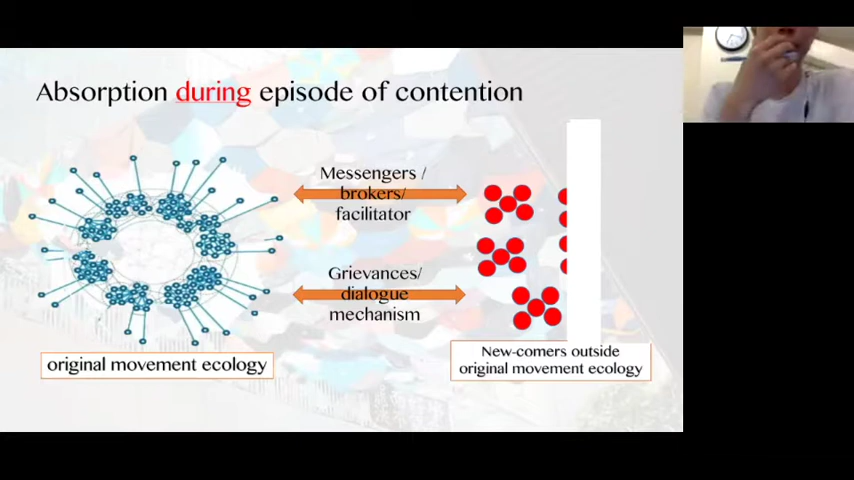 Absorption during episode of contention
Messengers /
brokers/
facilitator
Grievances/
dialogue
mechanism
original movement ecology
New-comers outside
original movement ecology